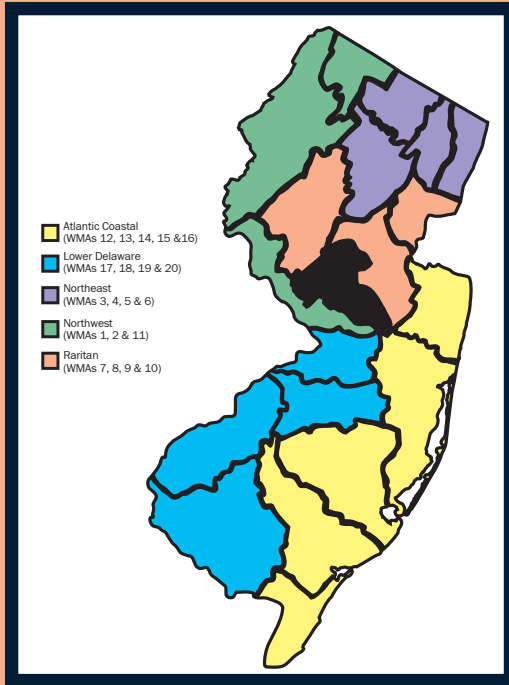 Atlantic Coastal
(WMAs 12, 13, 14, 15 &16)
Lower Delaware
(WMAs 17, 18, 19 & 20)
Northeast
(WMAs 3, 4, 5 & 6)
Northwest
(WMAs 1, 2 & 11)
Raritan
(WMAs 7, 8, 9 & 10)